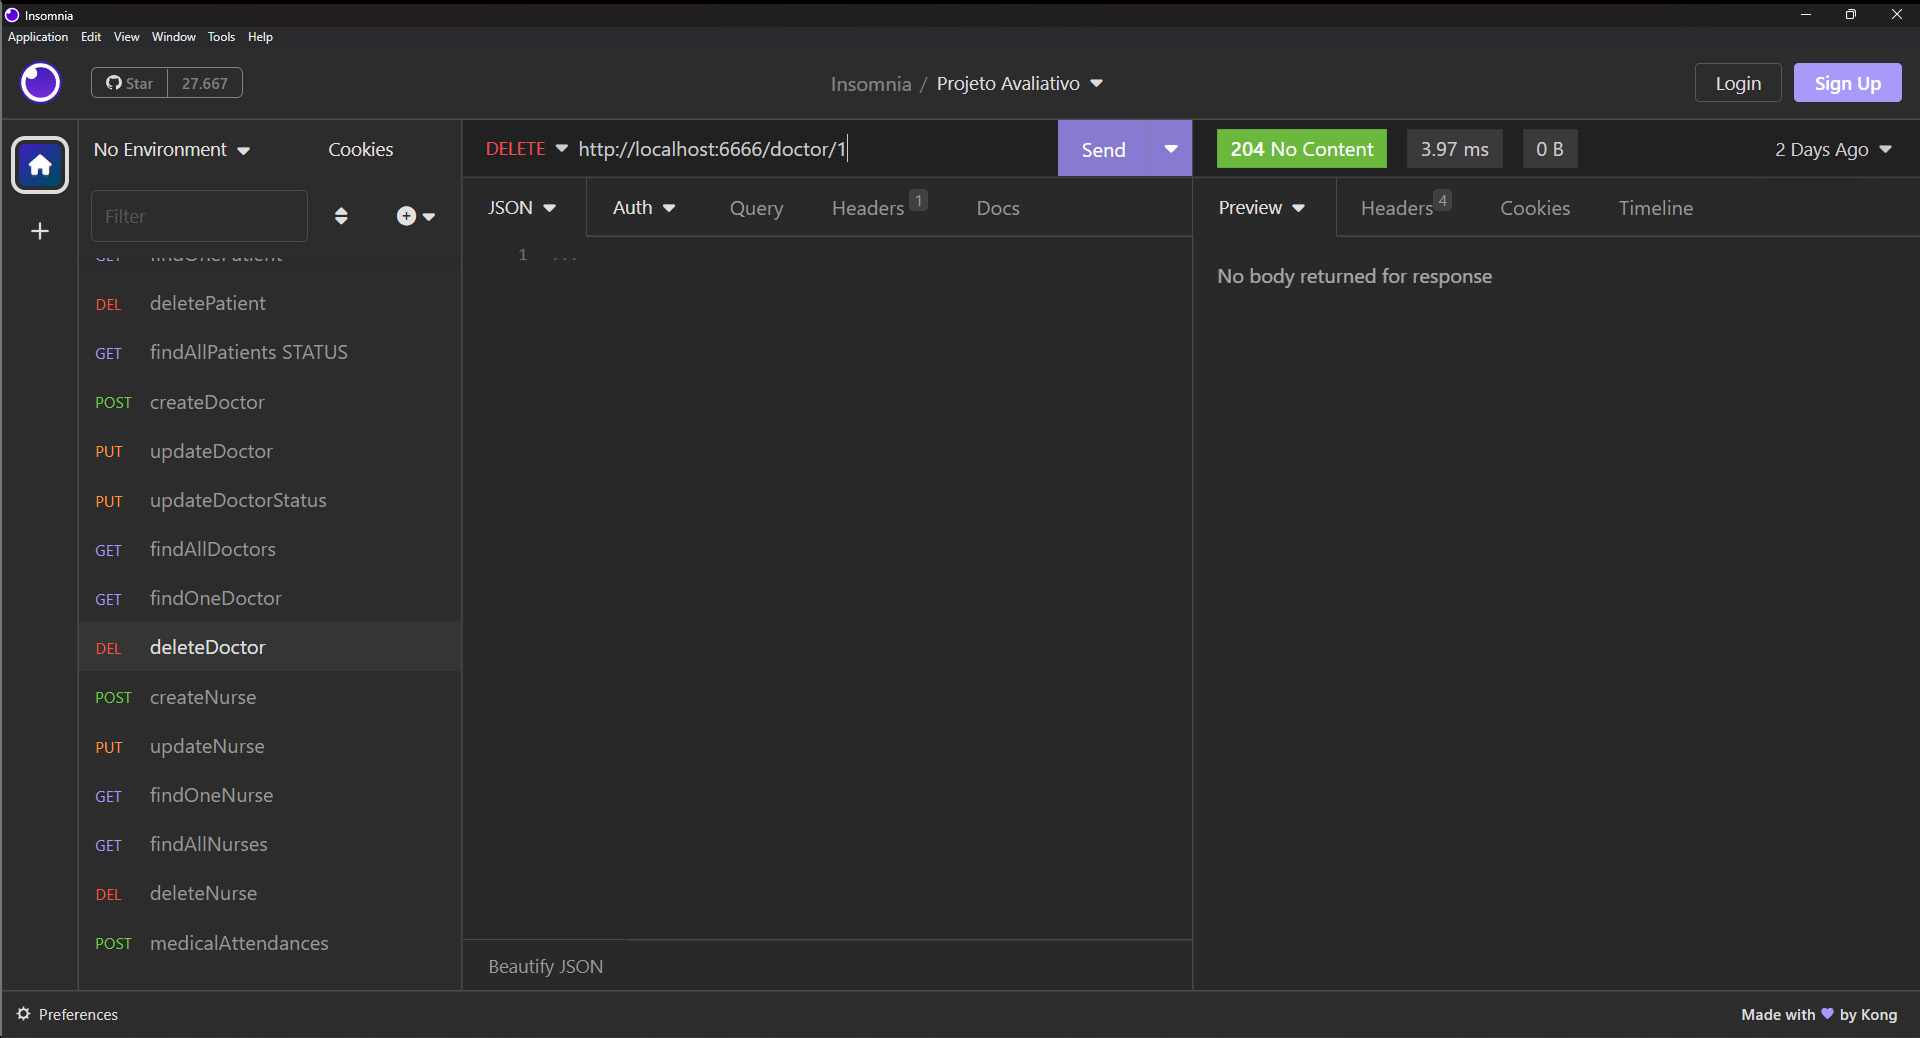 Insomnia
Application Edit View Window Tools Help
Star 27.667
Insomnia / Projeto Avaliativo
Login Sign Up
No Environment Cookies
DELETE http://localhost:6666/doctor/1
Send
204 No Content 3.97 ms 0 B
2 Days Ago
Filter
JSON Auth Query Headers 1 Docs
Preview Headers 4 Cookies Timeline
1 ...
No body returned for response
GET findOnePatient
DEL deletePatient
GET findAllPatients STATUS
POST createDoctor
PUT updateDoctor
PUT updateDoctorStatus
GET findAllDoctors
GET findOneDoctor
DEL deleteDoctor
POST createNurse
PUT updateNurse
GET findOneNurse
GET findAllNurses
DEL deleteNurse
POST medicalAttendances
Beautify JSON
Preferences
Made with 💜 by Kong